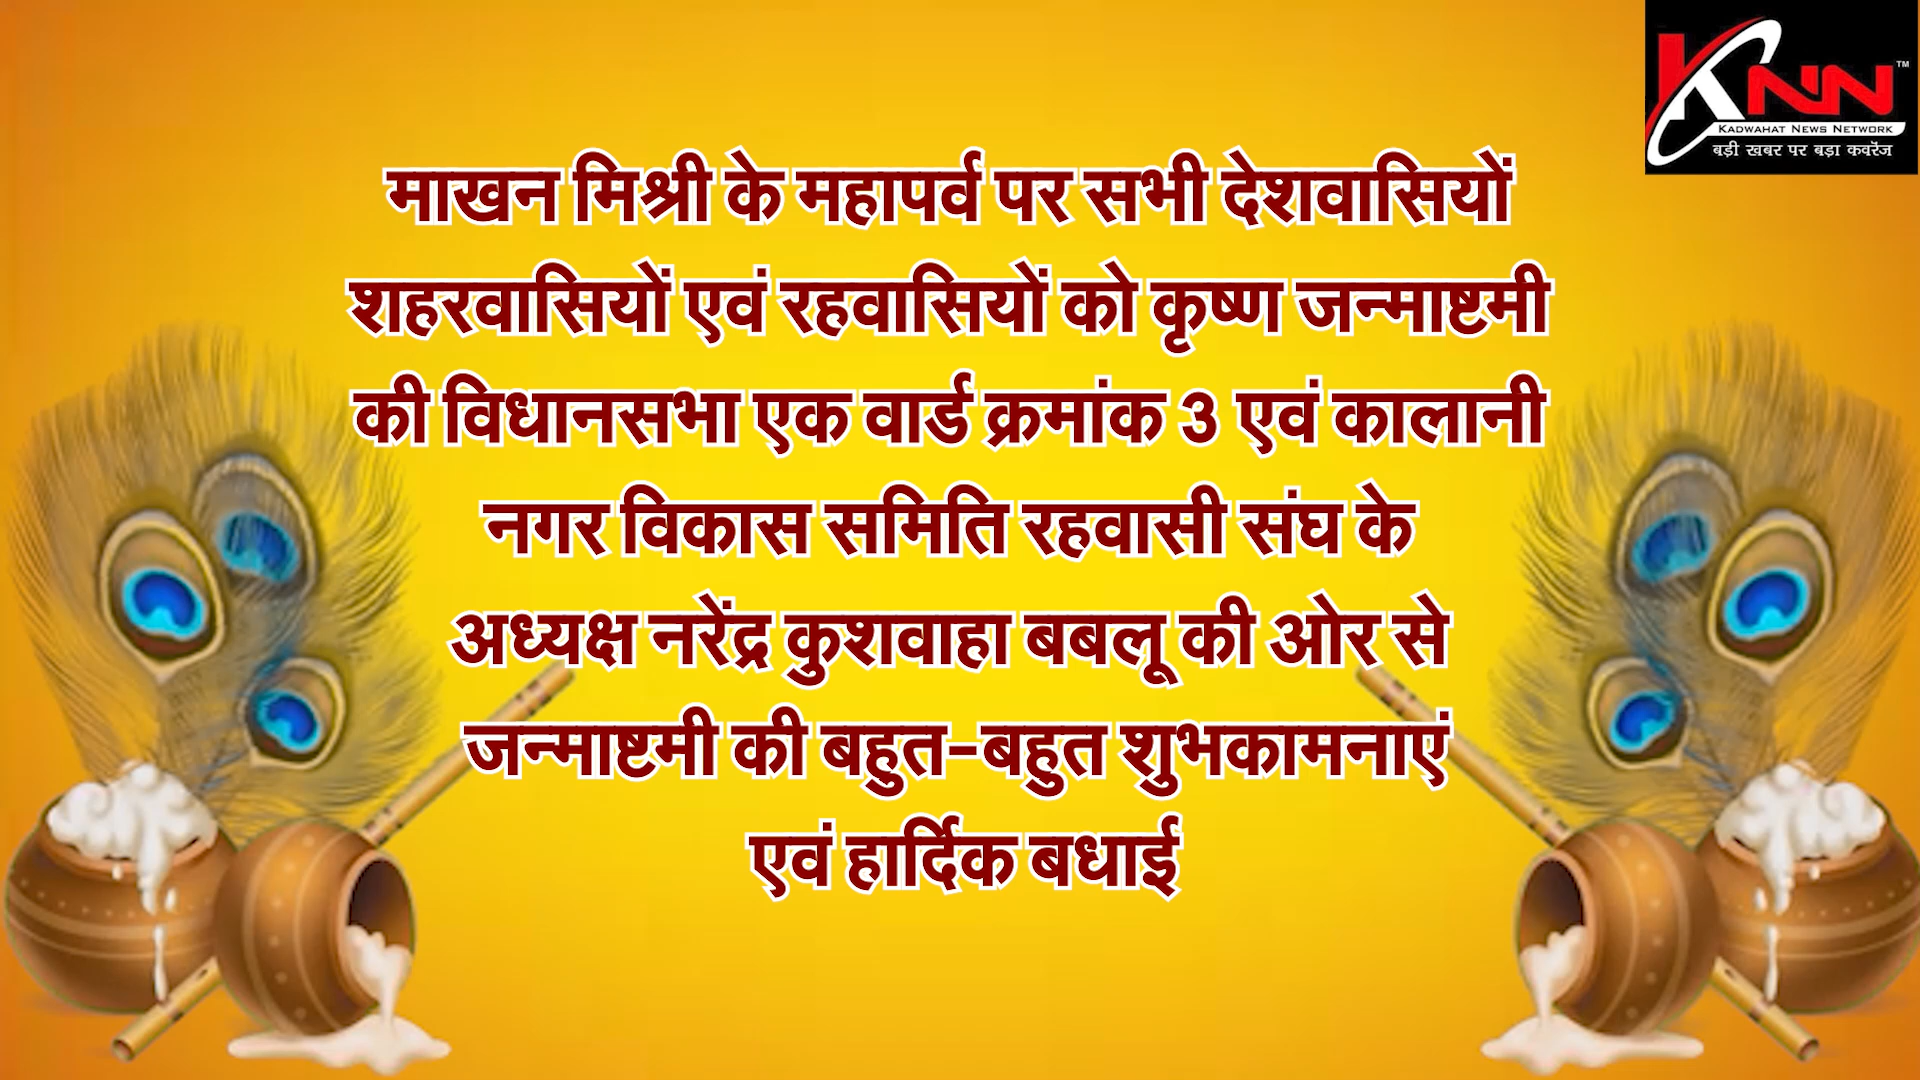 KNN™
KADWAHAT NEWS NETWORK
बड़ी खबर पर बड़ा कवरेज
माखन मिश्री के महापर्व पर सभी देशवासियों
शहरवासियों एवं रहवासियों को कृष्ण जन्माष्टमी
की विधानसभा एक वार्ड क्रमांक 3 एवं कालानी
नगर विकास समिति रहवासी संघ के
अध्यक्ष नरेंद्र कुशवाहा बबलू की ओर से
जन्माष्टमी की बहुत-बहुत शुभकामनाएं
एवं हार्दिक बधाई